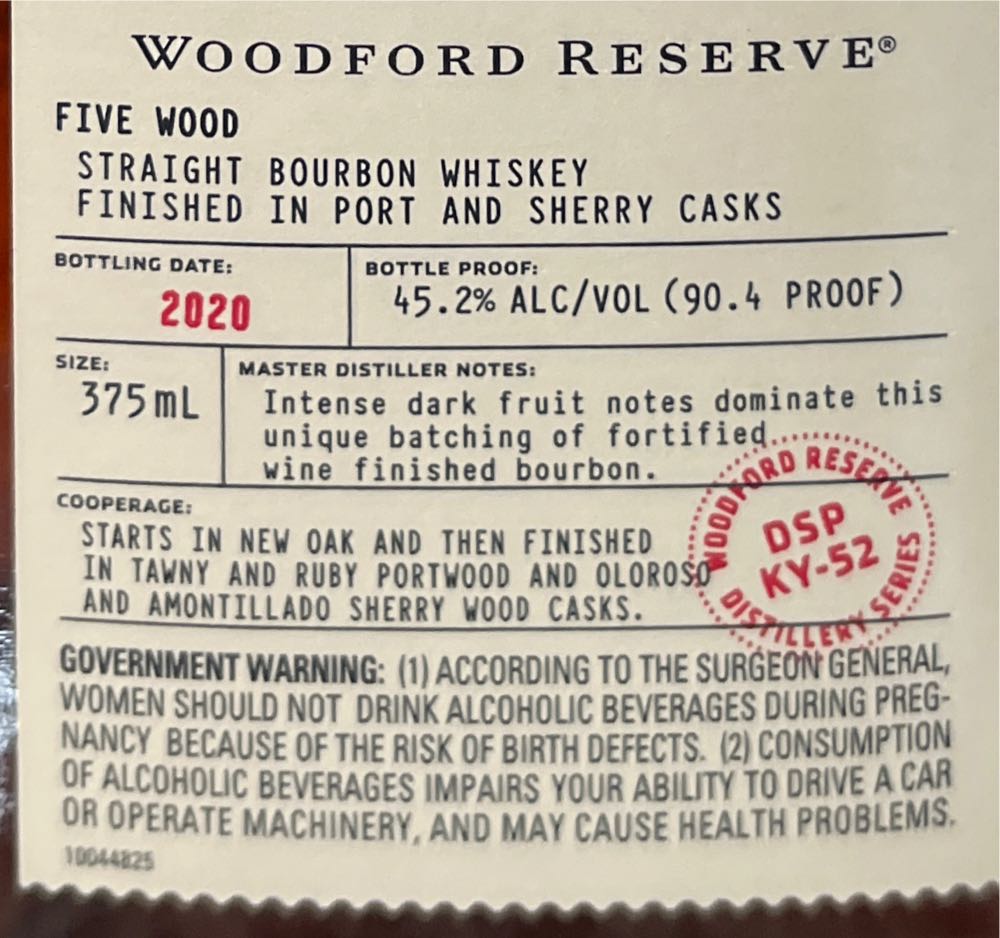 WOODFORD RESERVE®
FIVE WOOD
STRAIGHT BOURBON WHISKEY
FINISHED IN PORT AND SHERRY CASKS
BOTTLING DATE:
2020
BOTTLE PROOF:
45.2% ALC/VOL (90.4 PROOF)
SIZE:
375mL
MASTER DISTILLER NOTES:
Intense dark fruit notes dominate this
unique batching of fortified
wine finished bourbon.
COOPERAGE:
STARTS IN NEW OAK AND THEN FINISHED
IN TAWNY AND RUBY PORTWOOD AND OLOROSO
AND AMONTILLADO SHERRY WOOD CASKS.
WOODFORD RESERVE
DSP
KY-52
DISTILLERY SERIES
GOVERNMENT WARNING: (1) ACCORDING TO THE SURGEON GENERAL,
WOMEN SHOULD NOT DRINK ALCOHOLIC BEVERAGES DURING PREG-
NANCY BECAUSE OF THE RISK OF BIRTH DEFECTS. (2) CONSUMPTION
OF ALCOHOLIC BEVERAGES IMPAIRS YOUR ABILITY TO DRIVE A CAR
OR OPERATE MACHINERY, AND MAY CAUSE HEALTH PROBLEMS.
10044825